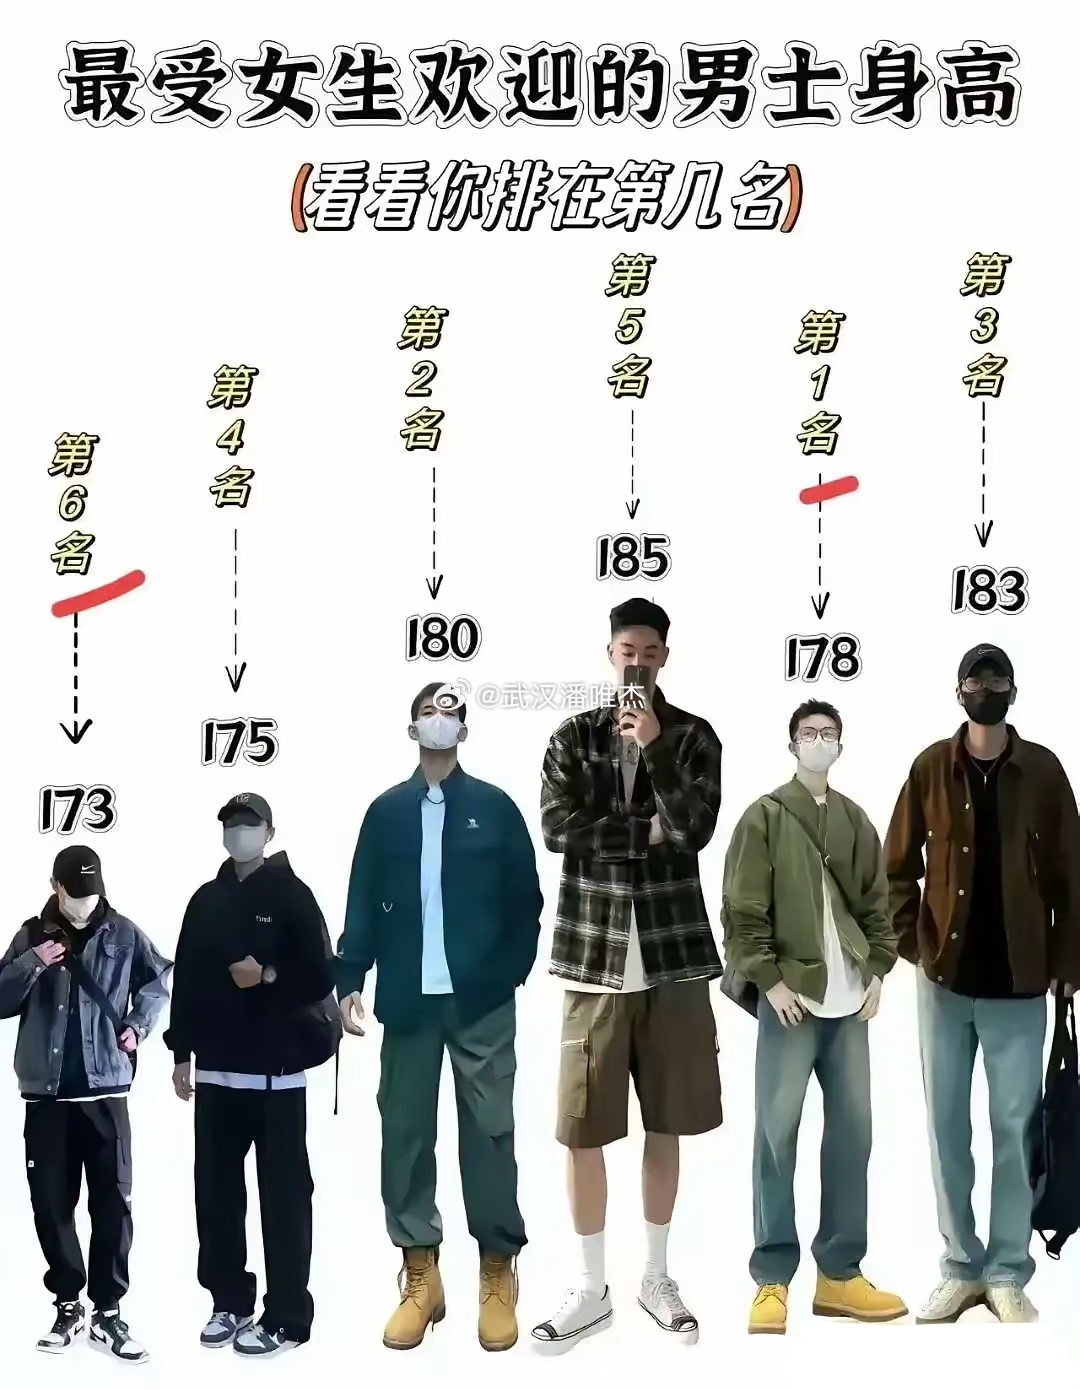 最受女生欢迎的男士身高
(看看你排在第几名)
第6名
173
第4名
175
第2名
180
第5名
185
第1名
178
第3名
183
@武汉潘唯杰